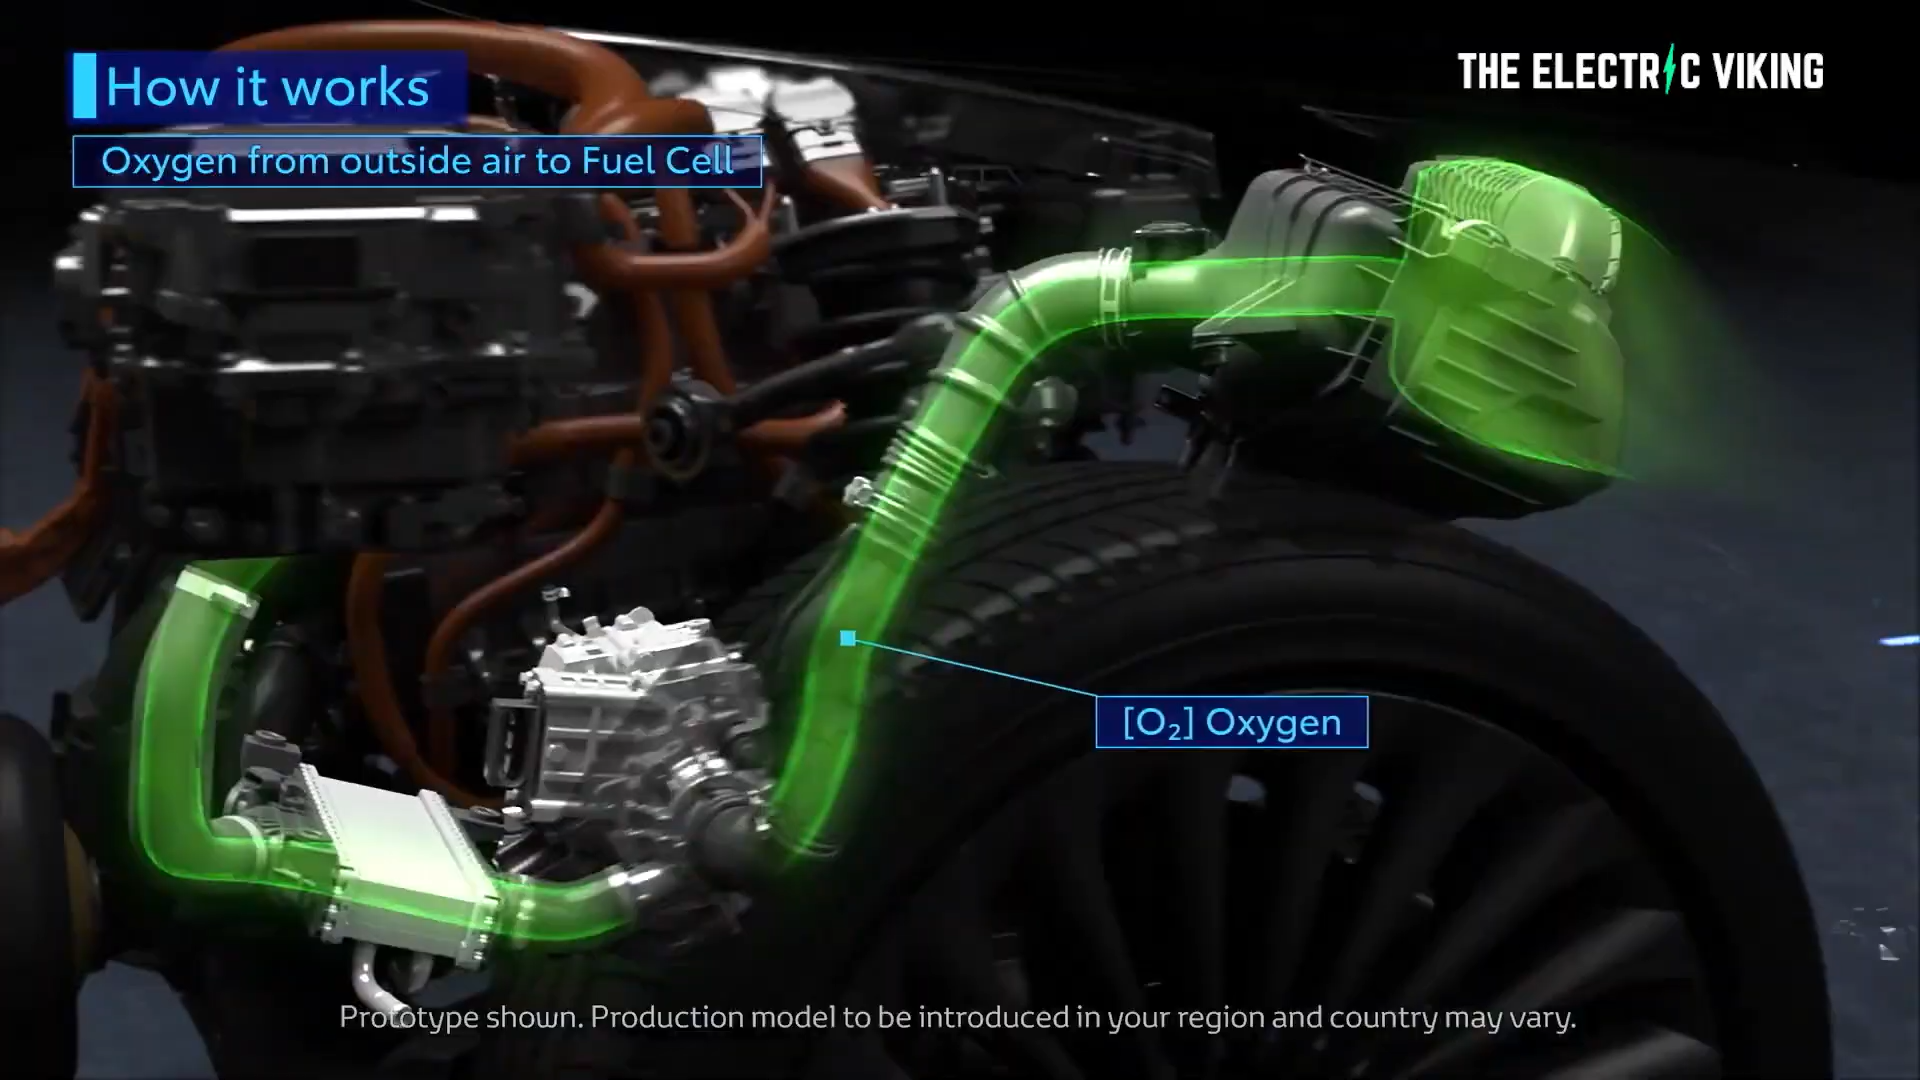 How it works
THE ELECTRIC VIKING
Oxygen from outside air to Fuel Cell
[O₂] Oxygen
Prototype shown. Production model to be introduced in your region and country may vary.